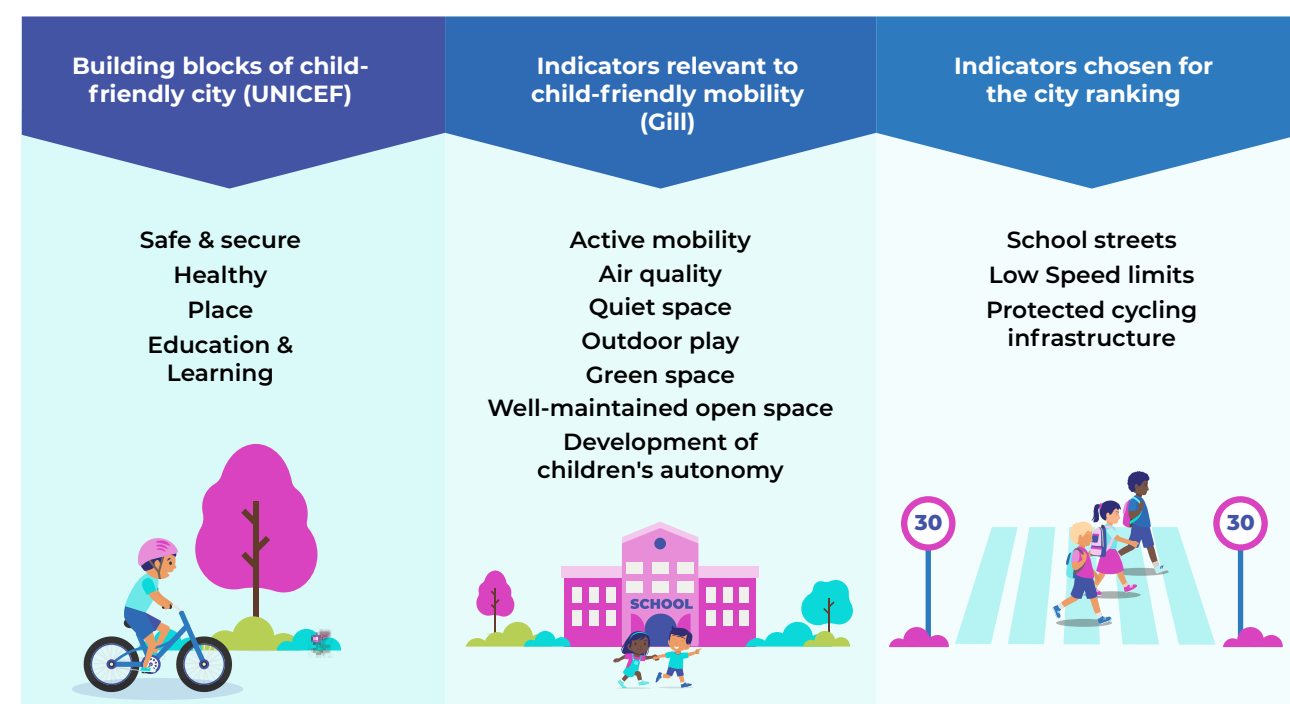 Building blocks of child-
friendly city (UNICEF)
Safe & secure
Healthy
Place
Education &
Learning
Indicators relevant to
child-friendly mobility
(Gill)
Active mobility
Air quality
Quiet space
Outdoor play
Green space
Well-maintained open space
Development of
children's autonomy
SCHOOL
Indicators chosen for
the city ranking
School streets
Low Speed limits
Protected cycling
infrastructure
30
30